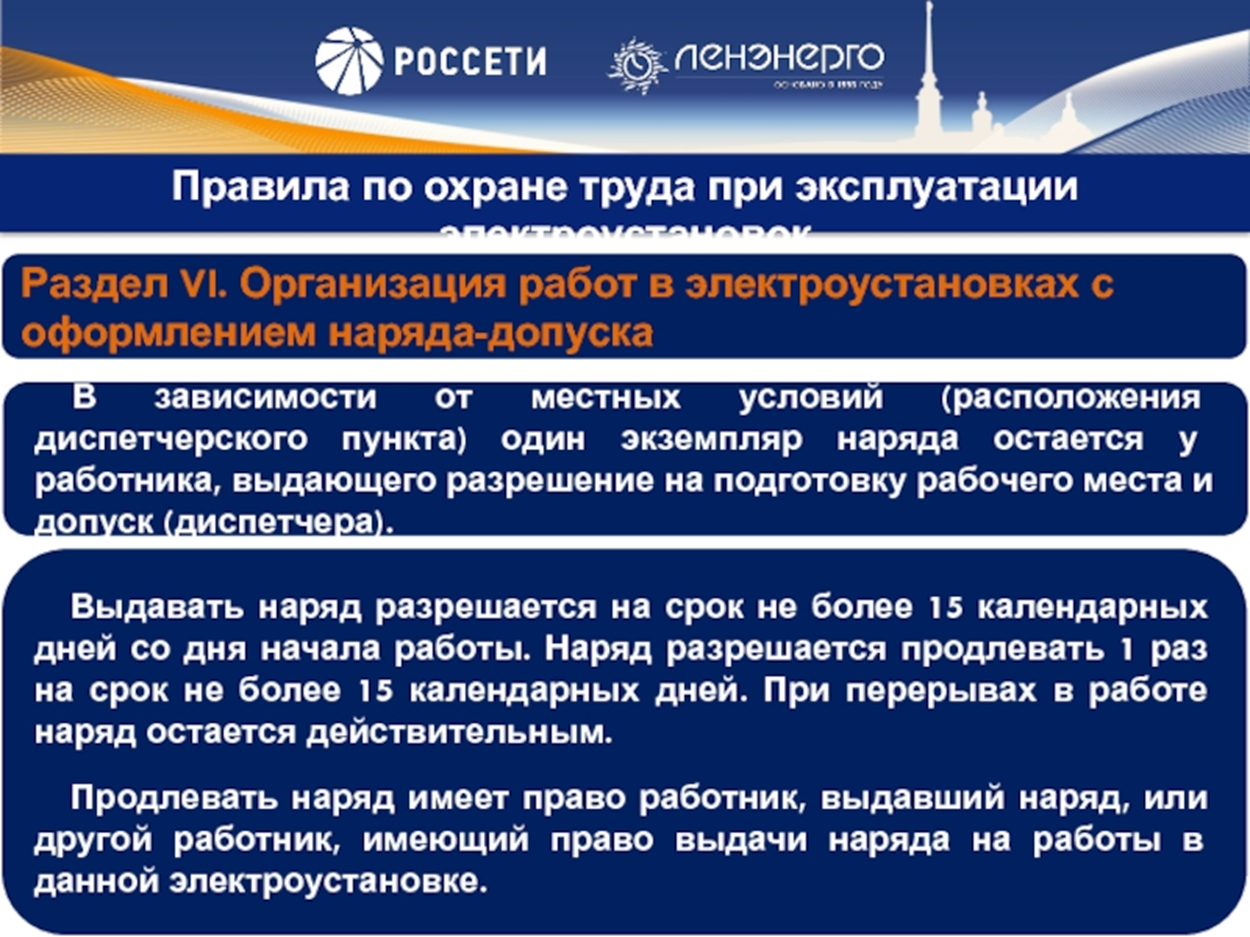 РОССЕТИ
ленэнерго
ОСНОВАНО В 1886 ГОДУ
Правила по охране труда при эксплуатации
электроустановок
Раздел VI. Организация работ в электроустановках с
оформлением наряда-допуска
В зависимости от местных условий (расположения
диспетчерского пункта) один экземпляр наряда остается у
работника, выдающего разрешение на подготовку рабочего места и
допуск (диспетчера).
Выдавать наряд разрешается на срок не более 15 календарных
дней со дня начала работы. Наряд разрешается продлевать 1 раз
на срок не более 15 календарных дней. При перерывах в работе
наряд остается действительным.
Продлевать наряд имеет право работник, выдавший наряд, или
другой работник, имеющий право выдачи наряда на работы в
данной электроустановке.